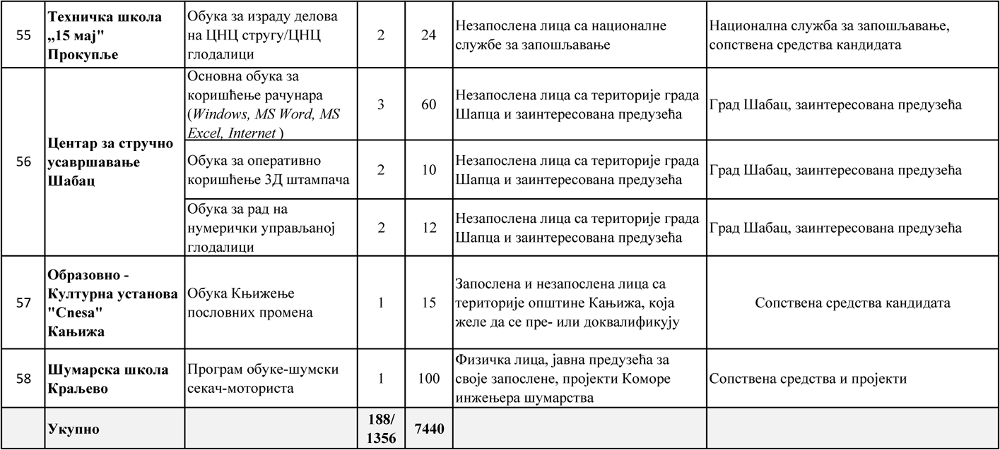 55
Техничка школа
„15 мај"
Прокупље
Обука за израду делова
на ЦНЦ стругу/ЦНЦ
глодалици
2
24
Незапослена лица са националне
службе за запошљавање
Национална служба за запошљавање,
сопствена средства кандидата
56
Центар за стручно
усавршавање
Шабац
Основна обука за
коришћење рачунара
(Windows, MS Word, MS
Excel, Internet )
3
60
Незапослена лица са територије града
Шапца и заинтересована предузећа
Град Шабац, заинтересована предузећа
Обука за оперативно
коришћење 3Д штампача
2
10
Незапослена лица са територије града
Шапца и заинтересована предузећа
Град Шабац, заинтересована предузећа
Обука за рад на
нумерички управљаној
глодалици
2
12
Незапослена лица са територије града
Шапца и заинтересована предузећа
Град Шабац, заинтересована предузећа
57
Образовно -
Културна установа
"Cnesa"
Кањижа
Обука Књижење
пословних промена
1
15
Запослена и незапослена лица са
територије општине Кањижа, која
желе да се пре- или доквалификују
Сопствена средства кандидата
58
Шумарска школа
Краљево
Програм обуке-шумски
секач-моториста
1
100
Физичка лица, јавна предузећа за
своје запослене, пројекти Коморе
инжењера шумарства
Сопствена средства и пројекти
Укупно
188/
1356
7440